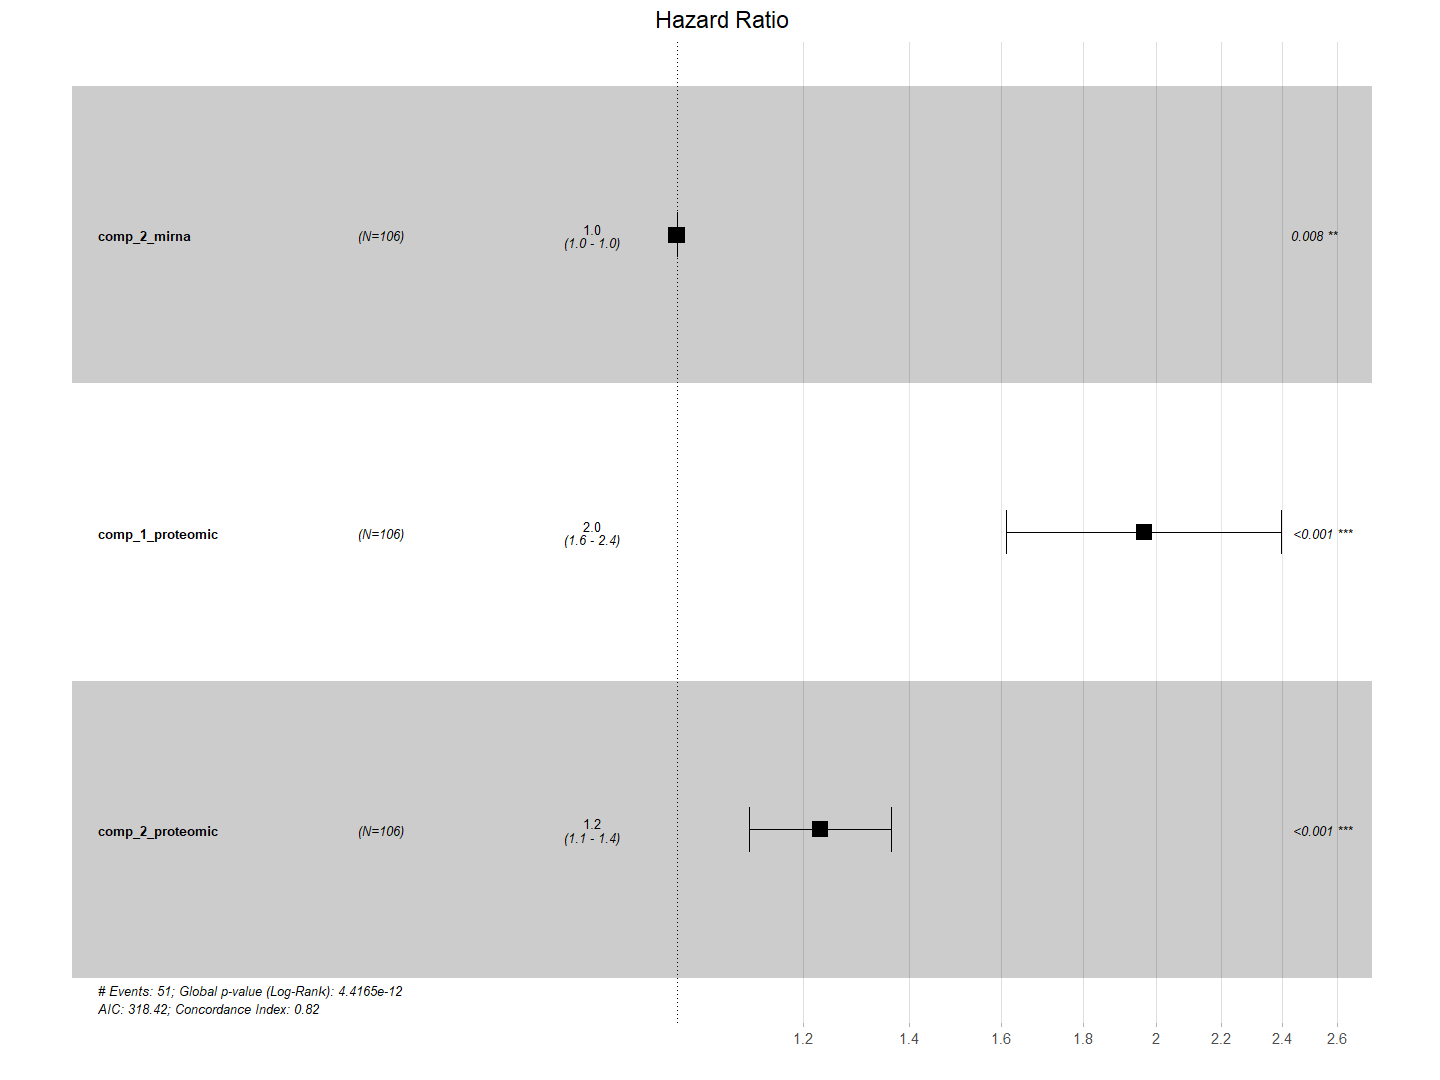 Hazard Ratio
comp_2_mirna (N=106) 1.0 0.008 **
(1.0 - 1.0)
comp_1_proteomic (N=106) 2.0 <0.001 ***
(1.6 - 2.4)
comp_2_proteomic (N=106) 1.2 <0.001 ***
(1.1 - 1.4)
# Events: 51; Global p-value (Log-Rank): 4.4165e-12
AIC: 318.42; Concordance Index: 0.82
1.2 1.4 1.6 1.8 2 2.2 2.4 2.6